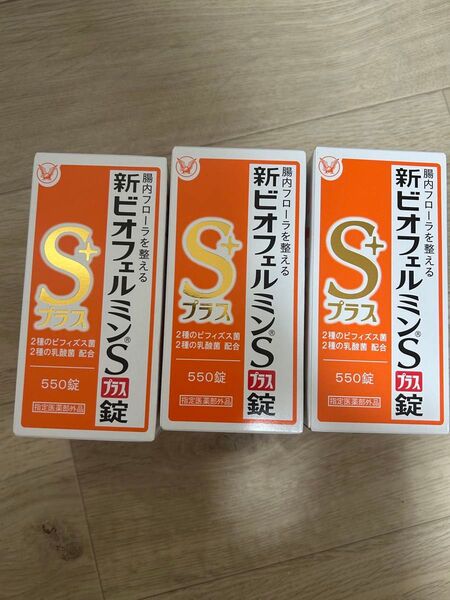 腸内フローラを整える
新ビオフェルミン®Sプラス錠
S+
プラス
2種のビフィズス菌
2種の乳酸菌 配合
550錠
指定医薬部外品
腸内フローラを整える
新ビオフェルミン®Sプラス錠
S+
プラス
2種のビフィズス菌
2種の乳酸菌 配合
550錠
指定医薬部外品
腸内フローラを整える
新ビオフェルミン®Sプラス錠
S+
プラス
2種のビフィズス菌
2種の乳酸菌 配合
550錠
指定医薬部外品